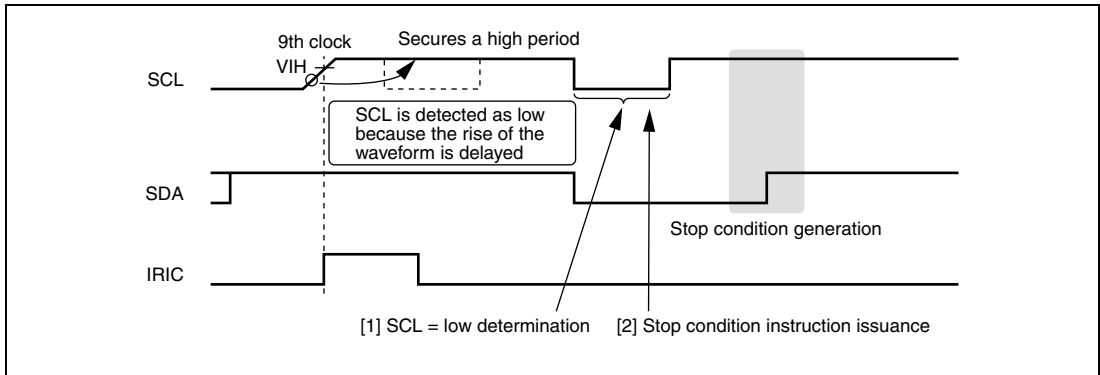 9th clock
Secures a high period
VIH
SCL
SCL is detected as low
because the rise of the
waveform is delayed
SDA
Stop condition generation
IRIC
[1] SCL = low determination
[2] Stop condition instruction issuance